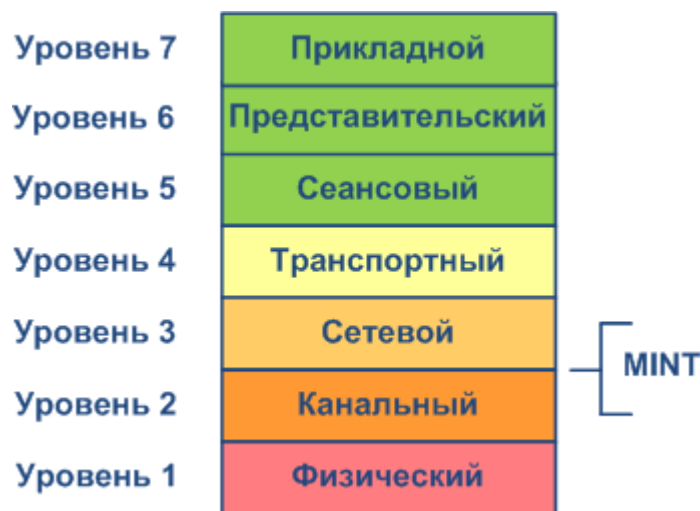 Уровень 7 Прикладной
Уровень 6 Представительский
Уровень 5 Сеансовый
Уровень 4 Транспортный
Уровень 3 Сетевой
MINT
Уровень 2 Канальный
Уровень 1 Физический